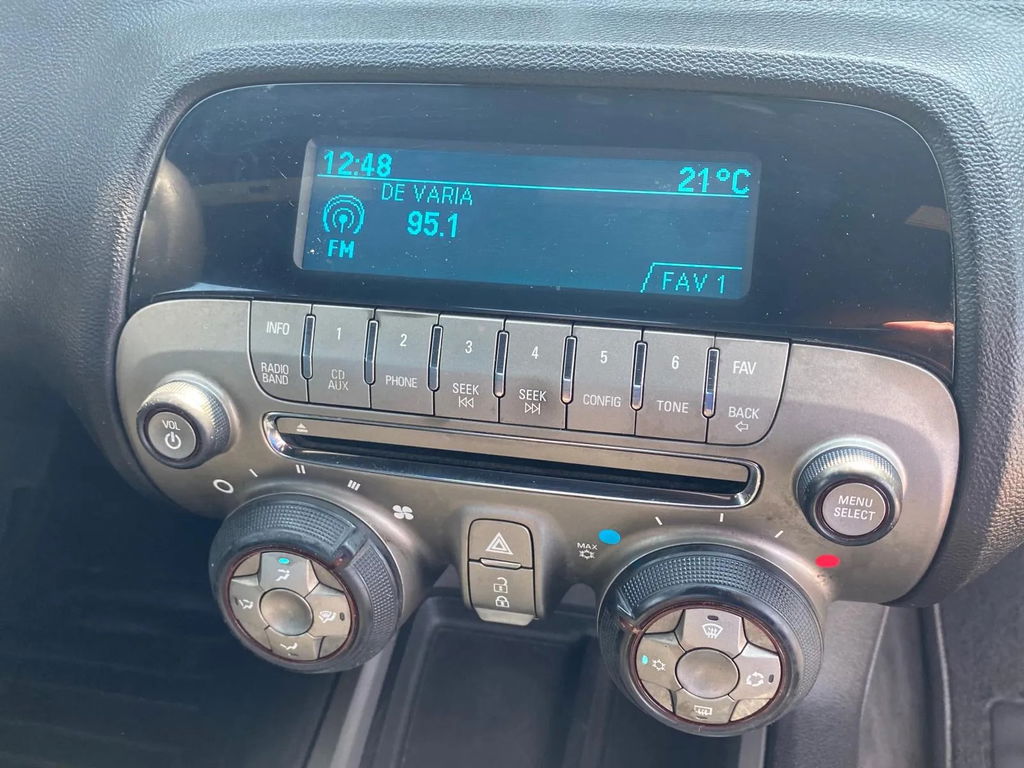 12:48
21°C
DE VARIA
95.1
FM
FAV 1
INFO
RADIO
BAND
1
CD
AUX
2
PHONE
3
SEEK
4
SEEK
5
CONFIG
6
TONE
FAV
BACK
VOL
MENU
SELECT
MAX